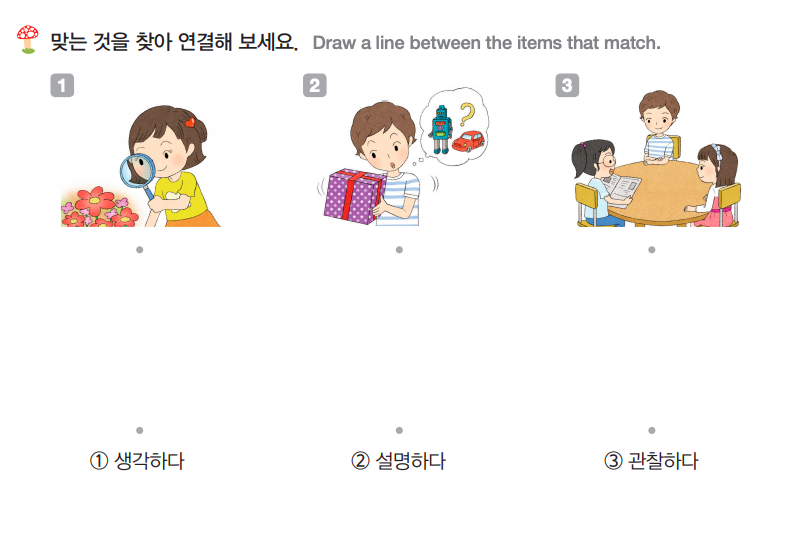 맞는 것을 찾아 연결해 보세요. Draw a line between the items that match.
1 2 3
?
① 생각하다 ② 설명하다 ③ 관찰하다